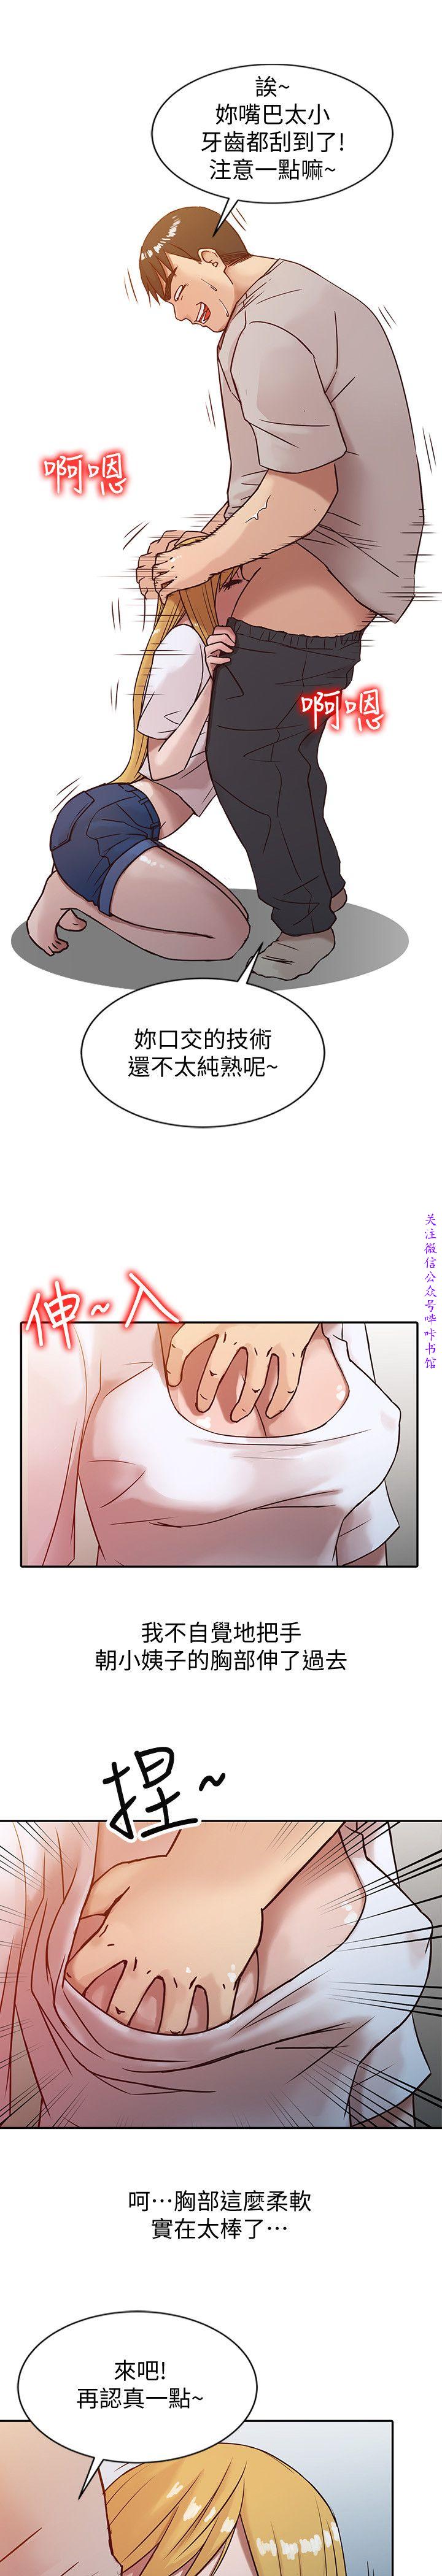 誒~
妳嘴巴太小
牙齒都刮到了!
注意一點嘛~
啊嗯
啊嗯
妳口交的技術
還不太純熟呢~
关注微信公众号哗咔书馆
伸~入
我不自覺地把手
朝小姨子的胸部伸了過去
捏~
呵⋯胸部這麼柔軟
實在太棒了⋯
來吧!
再認真一點~